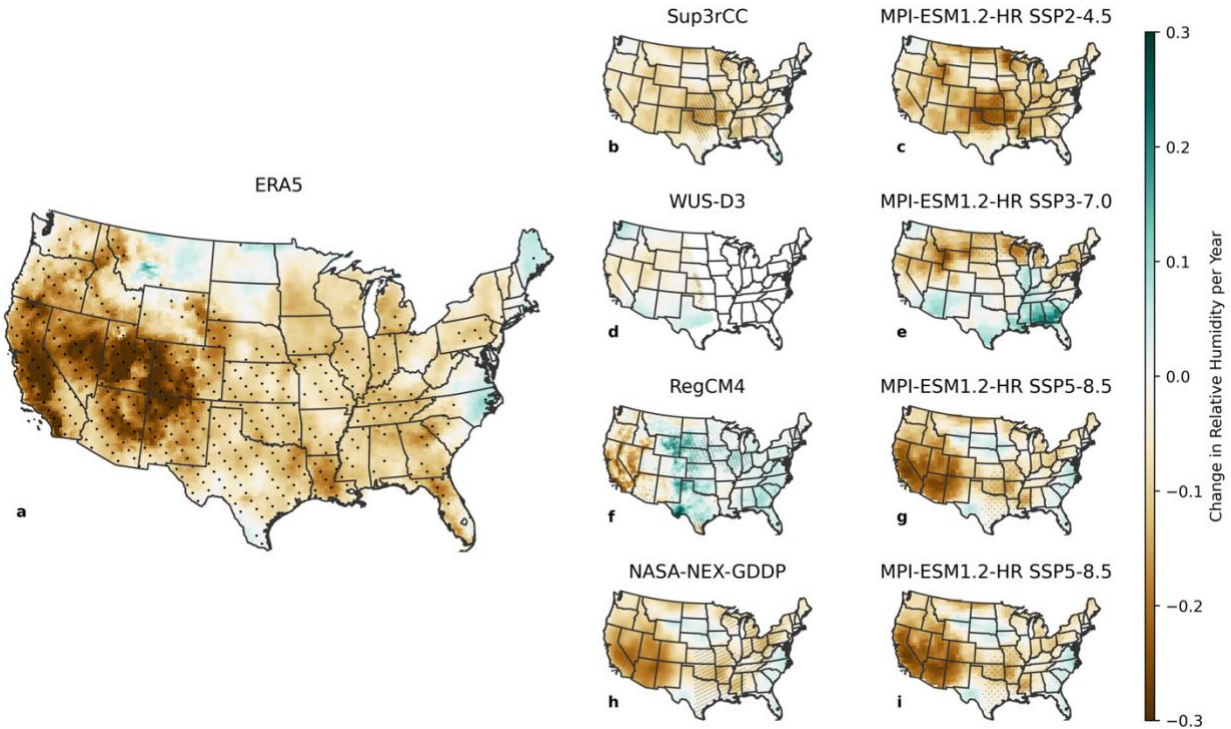 ERA5
a
Sup3rCC
b
MPI-ESM1.2-HR SSP2-4.5
c
WUS-D3
d
MPI-ESM1.2-HR SSP3-7.0
e
RegCM4
f
MPI-ESM1.2-HR SSP5-8.5
g
NASA-NEX-GDDP
h
MPI-ESM1.2-HR SSP5-8.5
i
0.3
0.2
0.1
0.0
−0.1
−0.2
−0.3
Change in Relative Humidity per Year